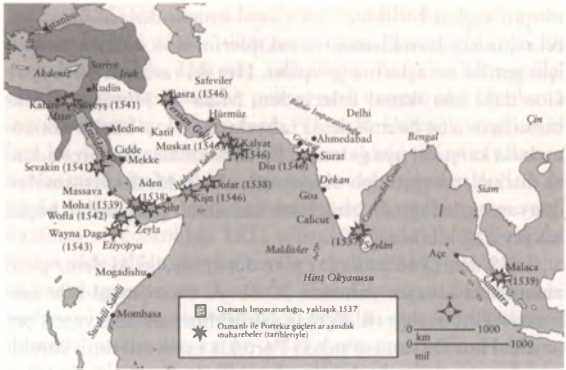 İstanbul
Akdeniz
Suriye
Irak
Kudüs
Kahire
Süveyş (1541)
Mısır
Kızıldeniz
Basra (1546)
Safeviler
Hürmüz
Katif
Muskat (1546)
Kalyat
(1546)
Medine
Cidde
Mekke
Sevakin (1541)
Massava
Moha (1539)
Aden
(1538)
Şihr
Wofla (1542)
Wayna Daga
(1543)
Zeyla
Etiyopya
Dofar (1538)
Kişn (1546)
Babür İmparatorluğu
Delhi
Ahmedabad
Surat
Diu (1546)
Dekan
Goa
Calicut
Bengal
Çin
Siam
(1537)
Seylan
Maldivler
Açe
Malaca
(1539)
Sumatra
Mogadishu
Hint Okyanusu
Swahili Sahili
Mombasa
Osmanlı İmparatorluğu, yaklaşık 1537
Osmanlı ile Portekiz güçleri arasındaki
muharebeler (tarihleriyle)
0 1000
km
0 1000
mil